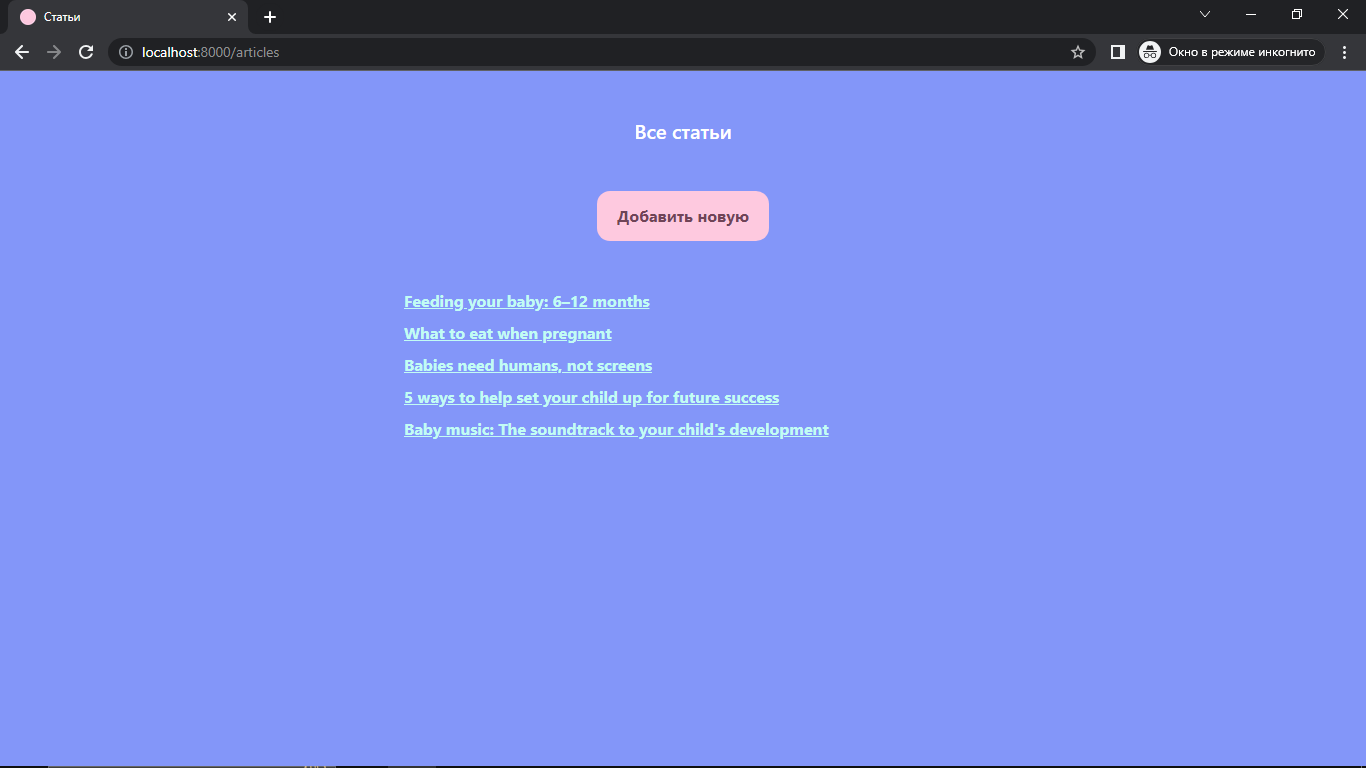 Статьи
localhost:8000/articles
Окно в режиме инкогнито
Все статьи
Добавить новую
Feeding your baby: 6–12 months
What to eat when pregnant
Babies need humans, not screens
5 ways to help set your child up for future success
Baby music: The soundtrack to your child's development